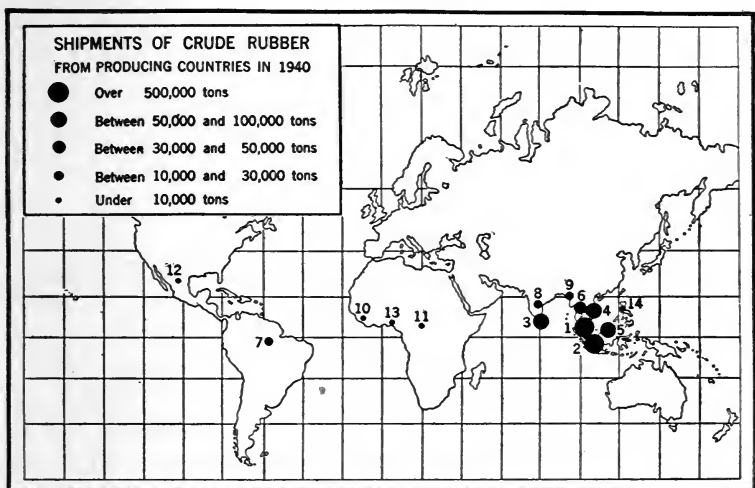 SHIPMENTS OF CRUDE RUBBER
FROM PRODUCING COUNTRIES IN 1940
Over 500,000 tons
Between 50,000 and 100,000 tons
Between 30,000 and 50,000 tons
Between 10,000 and 30,000 tons
Under 10,000 tons
12
9
8
6
14
10
13
11
3
1
4
5
7
2